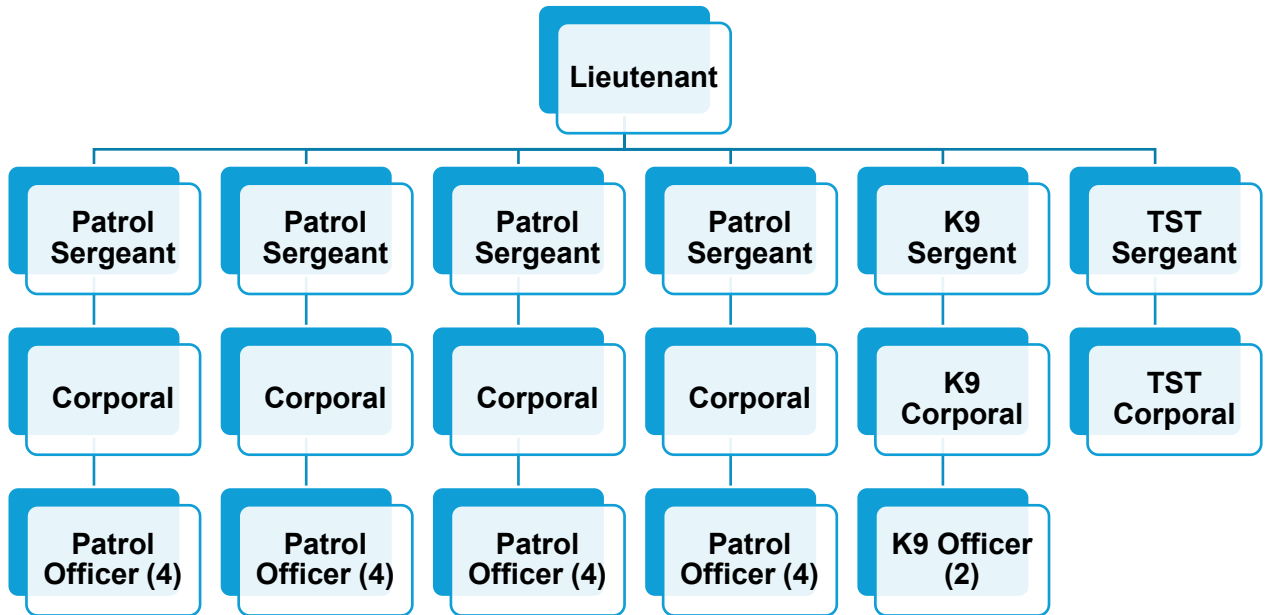 Lieutenant
Patrol
Sergeant
Patrol
Sergeant
Patrol
Sergeant
Patrol
Sergeant
K9
Sergent
TST
Sergeant
Corporal
Corporal
Corporal
Corporal
K9
Corporal
TST
Corporal
Patrol
Officer (4)
Patrol
Officer (4)
Patrol
Officer (4)
Patrol
Officer (4)
K9 Officer
(2)